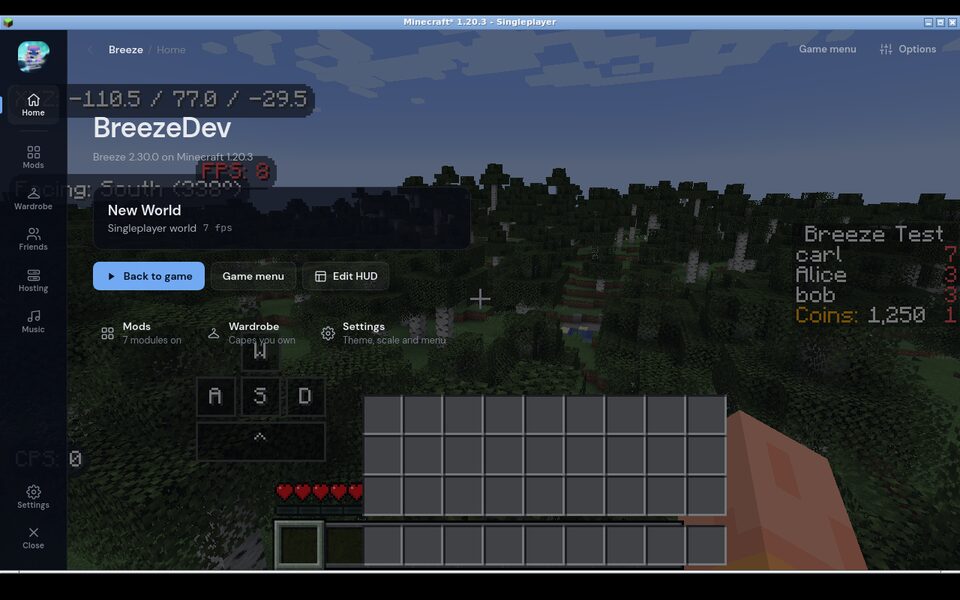 Minecraft* 1.20.3 - Singleplayer
Breeze / Home
Game menu
Options
Home
-110.5 / 77.0 / -29.5
BreezeDev
Breeze 2.30.0 on Minecraft 1.20.3
FPS: 8
Mods
Facing: South (338°)
Wardrobe
New World
Singleplayer world 7 fps
Friends
Breeze Test
carl 7
Alice 3
bob 3
Coins: 1,250 1
Hosting
Back to game
Game menu
Edit HUD
Music
Mods
7 modules on
Wardrobe
Capes you own
Settings
Theme, scale and menu
W
A S D
^
CPS: 0
Settings
Close